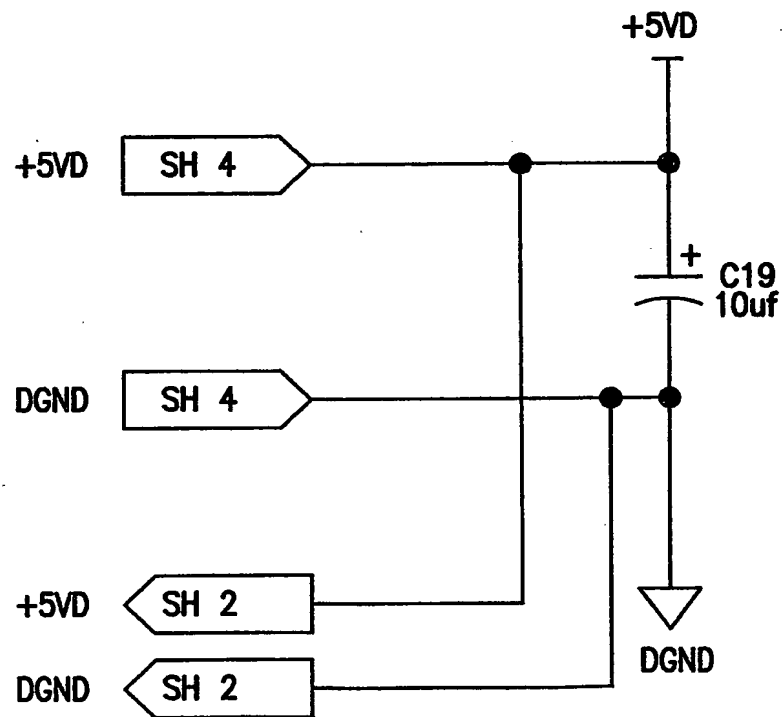 +5VD
+5VD SH 4
+
C19
10uf
DGND SH 4
+5VD SH 2
DGND SH 2
DGND